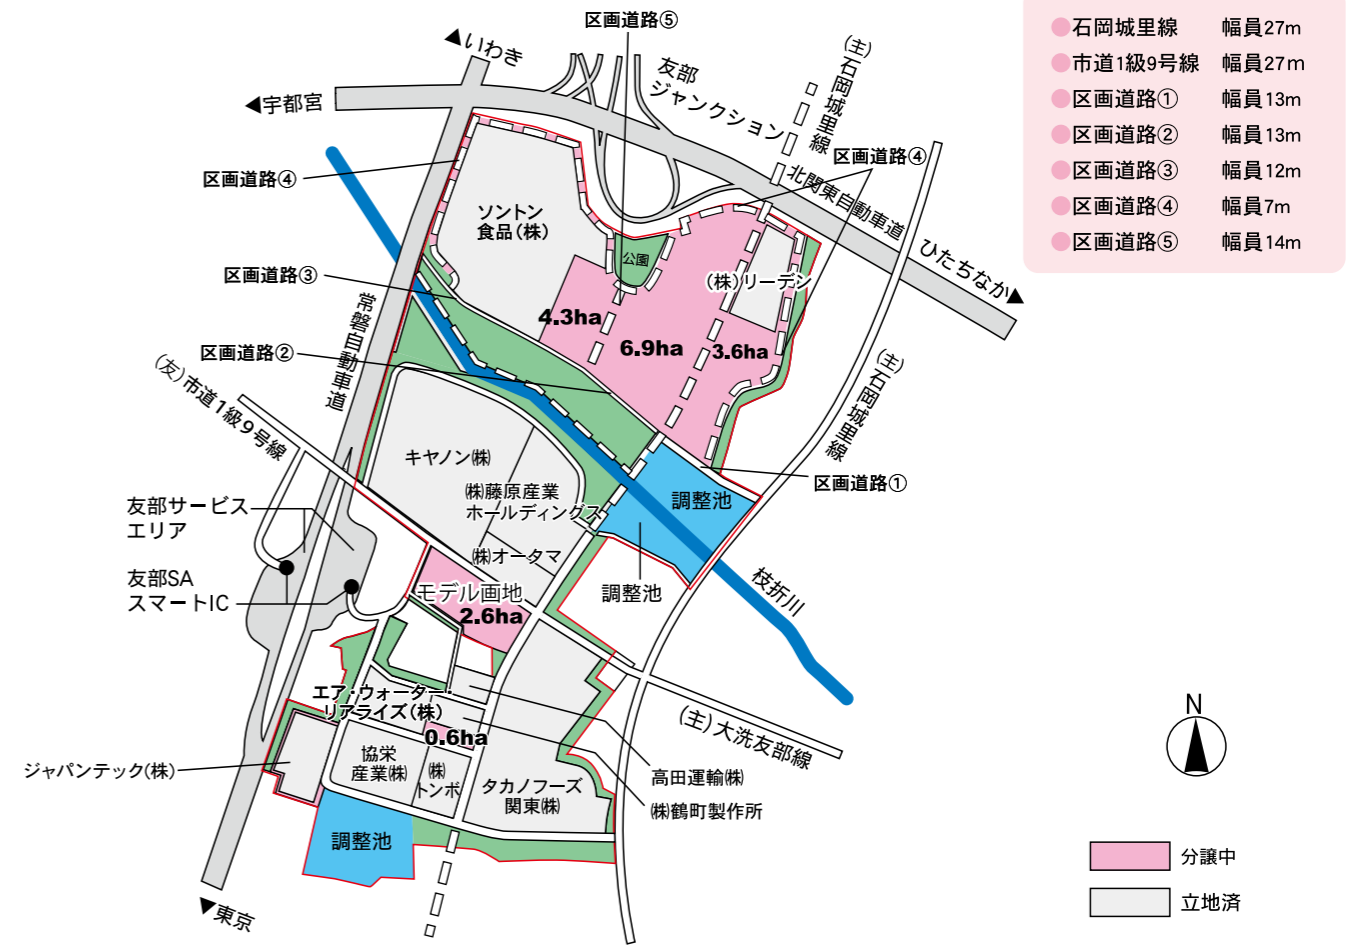 区画道路⑤
▲いわき
◀宇都宮
友部
ジャンクション
(主)石岡城里線
区画道路④
北関東自動車道
ひたちなか▶
区画道路④
ソントン
食品(株)
公園
(株)リーデン
区画道路③
4.3ha
6.9ha
3.6ha
常磐自動車道
区画道路②
(友)市道1級9号線
(主)石岡城里線
キヤノン㈱
㈱藤原産業
ホールディングス
区画道路①
調整池
友部サービス
エリア
㈱オータマ
友部SA
スマートIC
モデル画地
2.6ha
調整池
枝折川
エア・ウォーター・
リアライズ(株)
0.6ha
(主)大洗友部線
ジャパンテック(株)
協栄
産業㈱
㈱
トンボ
タカノフーズ
関東㈱
高田運輸㈱
㈱鶴町製作所
調整池
▼東京
石岡城里線 幅員27m
市道1級9号線 幅員27m
区画道路① 幅員13m
区画道路② 幅員13m
区画道路③ 幅員12m
区画道路④ 幅員7m
区画道路⑤ 幅員14m
N
分譲中
立地済